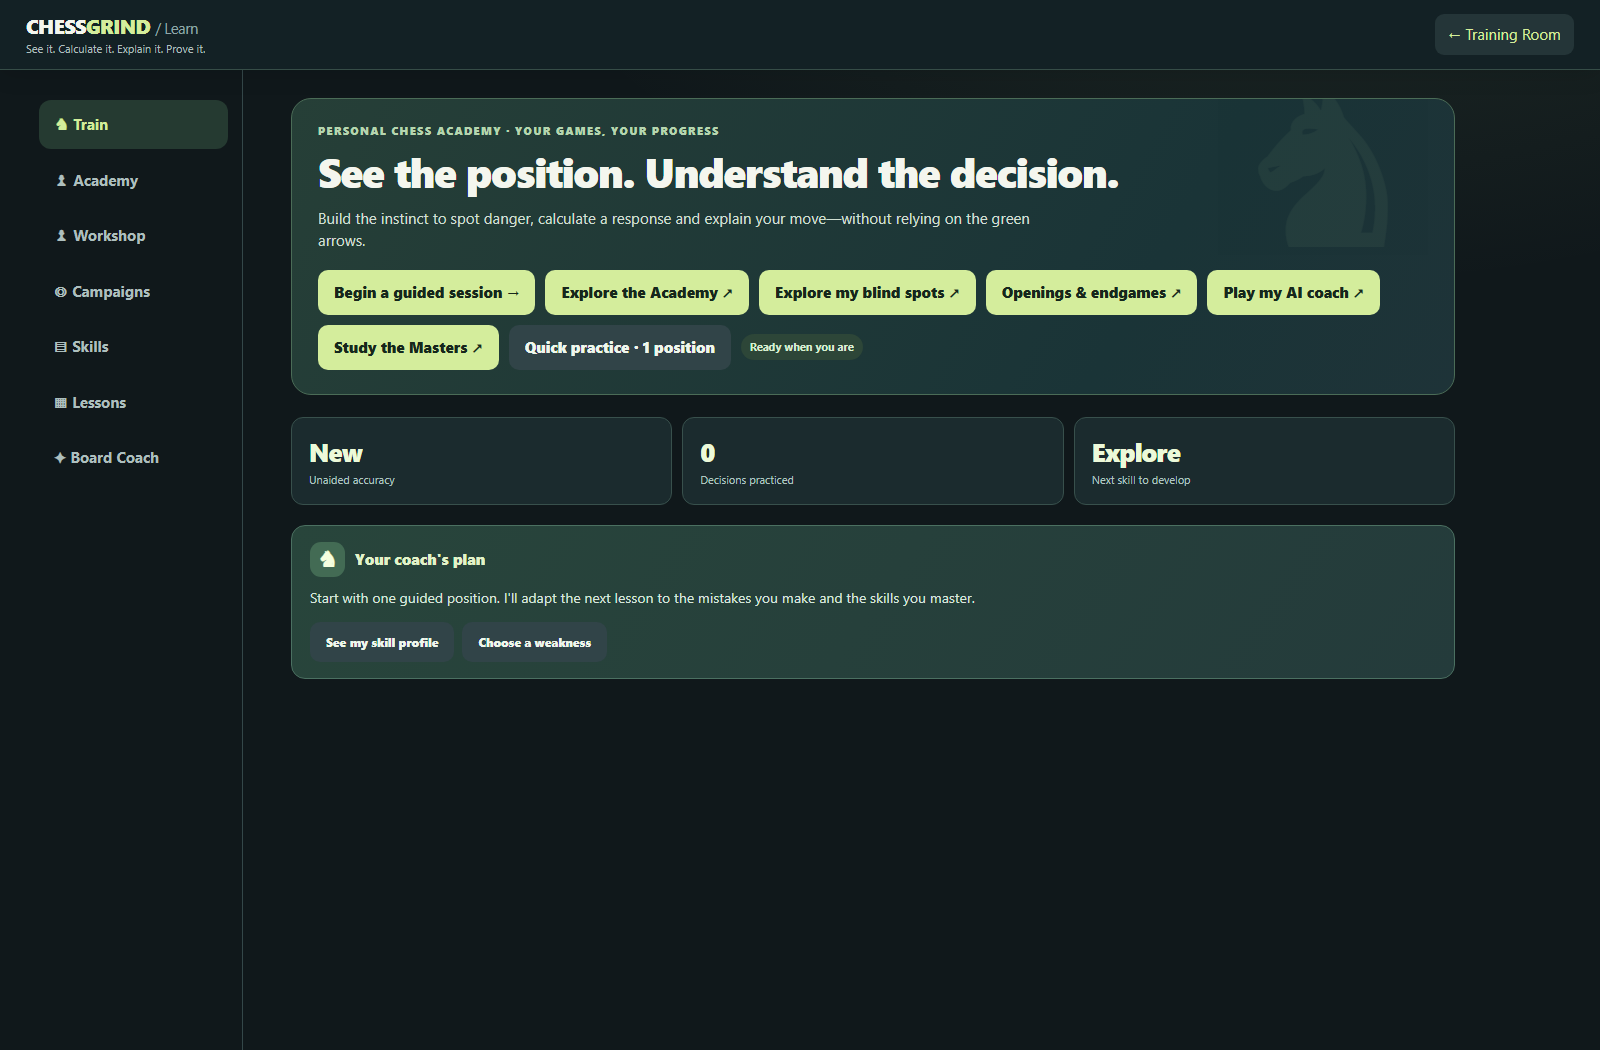 CHESSGRIND / Learn
See it. Calculate it. Explain it. Prove it.
← Training Room
Train
Academy
Workshop
Campaigns
Skills
Lessons
Board Coach
PERSONAL CHESS ACADEMY · YOUR GAMES, YOUR PROGRESS
See the position. Understand the decision.
Build the instinct to spot danger, calculate a response and explain your move—without relying on the green
arrows.
Begin a guided session →
Explore the Academy ↗
Explore my blind spots ↗
Openings & endgames ↗
Play my AI coach ↗
Study the Masters ↗
Quick practice · 1 position
Ready when you are
New
Unaided accuracy
0
Decisions practiced
Explore
Next skill to develop
Your coach's plan
Start with one guided position. I'll adapt the next lesson to the mistakes you make and the skills you master.
See my skill profile
Choose a weakness